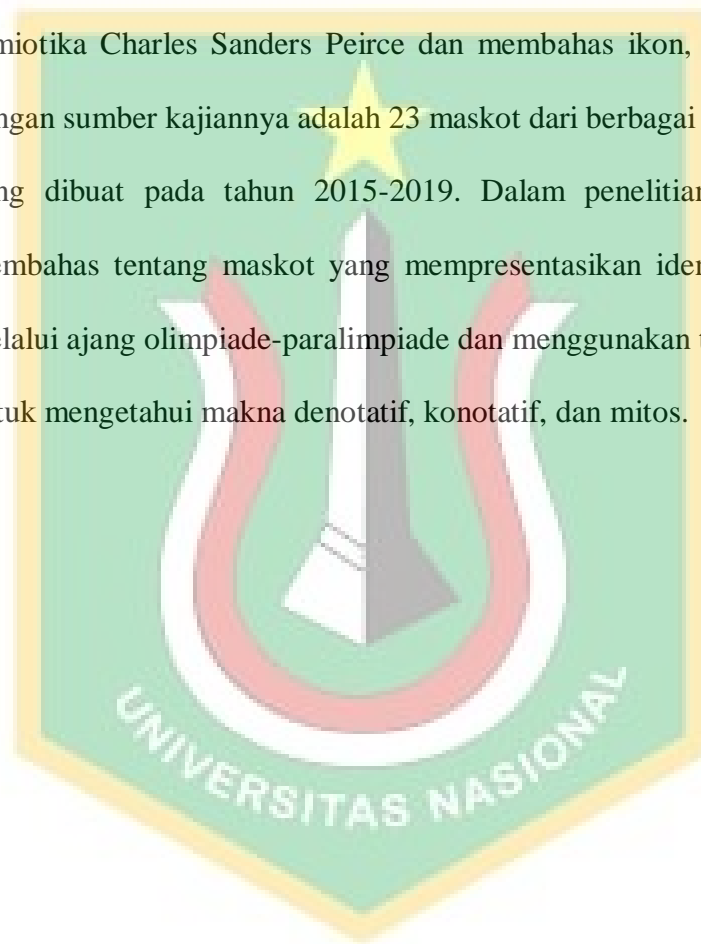 miotika Charles Sanders Peirce dan membahas ikon,
ngan sumber kajiannya adalah 23 maskot dari berbagai
ng dibuat pada tahun 2015-2019. Dalam penelitian
embahas tentang maskot yang mempresentasikan iden
elalui ajang olimpiade-paralimpiade dan menggunakan t
tuk mengetahui makna denotatif, konotatif, dan mitos.
UNIVERSITAS NASIONAL